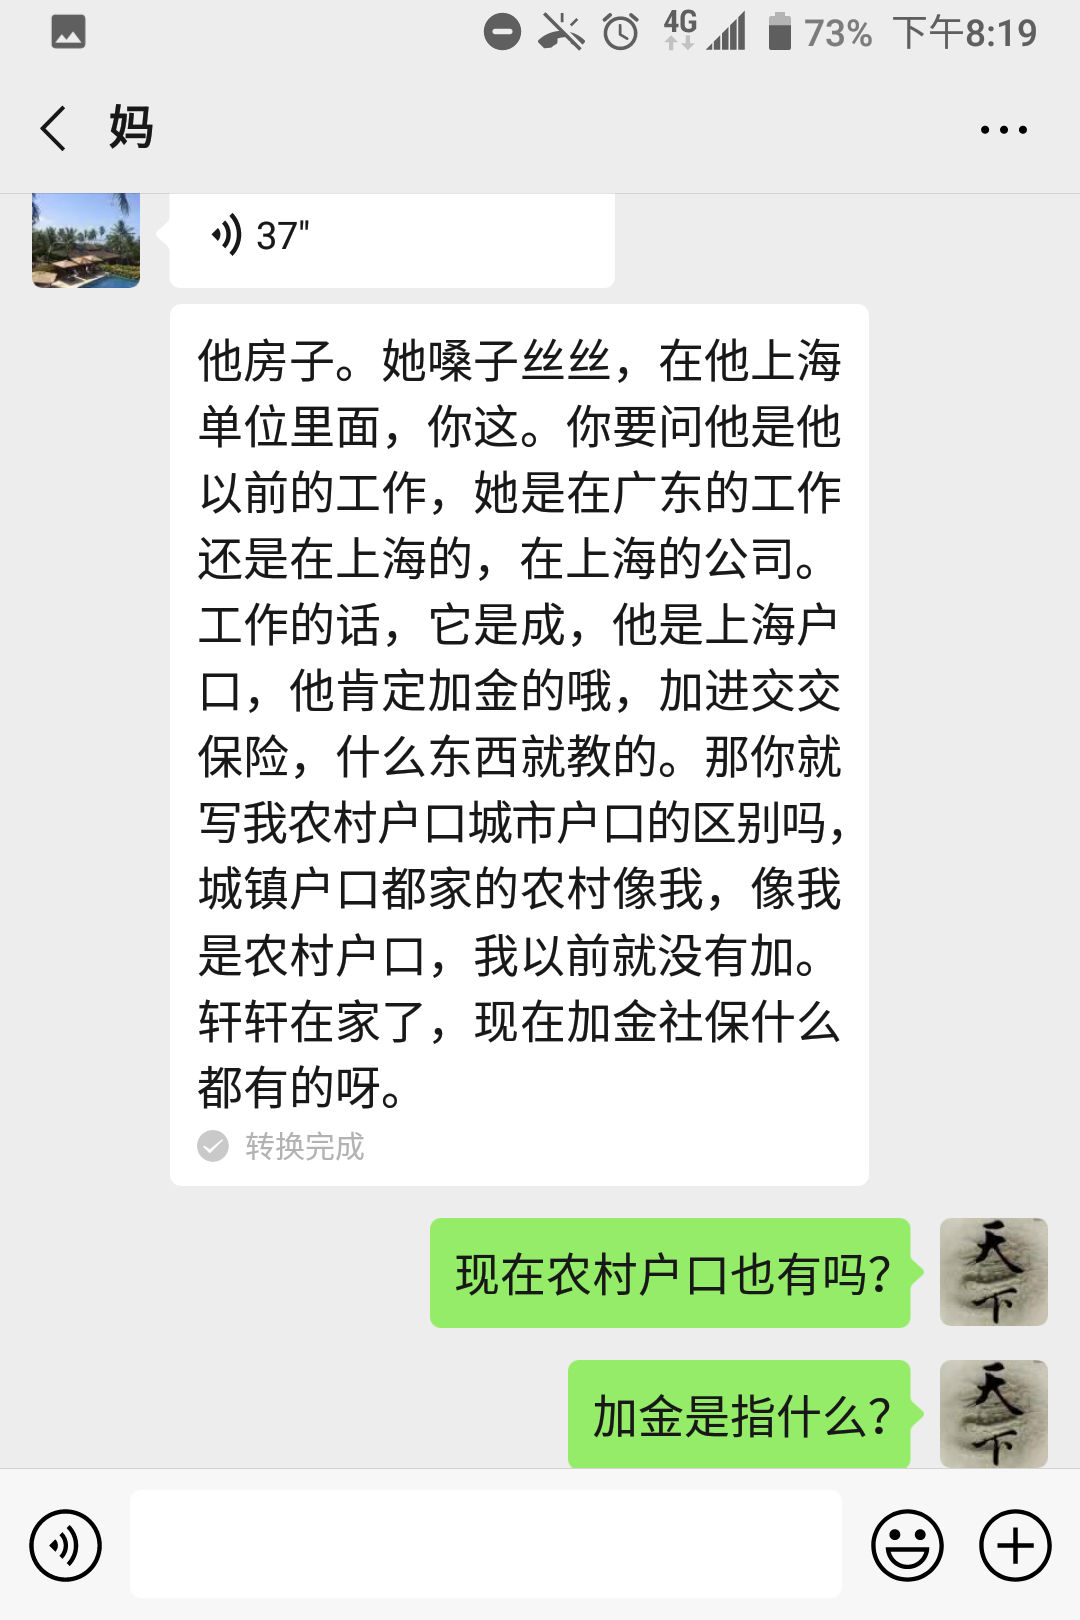 4G 73% 下午8:19
妈
37"
他房子。她嗓子丝丝，在他上海
单位里面，你这。你要问他是他
以前的工作，她是在广东的工作
还是在上海的，在上海的公司。
工作的话，它是成，他是上海户
口，他肯定加金的哦，加进交交
保险，什么东西就教的。那你就
写我农村户口城市户口的区别吗，
城镇户口都家的农村像我，像我
是农村户口，我以前就没有加。
轩轩在家了，现在加金社保什么
都有的呀。
转换完成
现在农村户口也有吗？
天下
加金是指什么？
天下